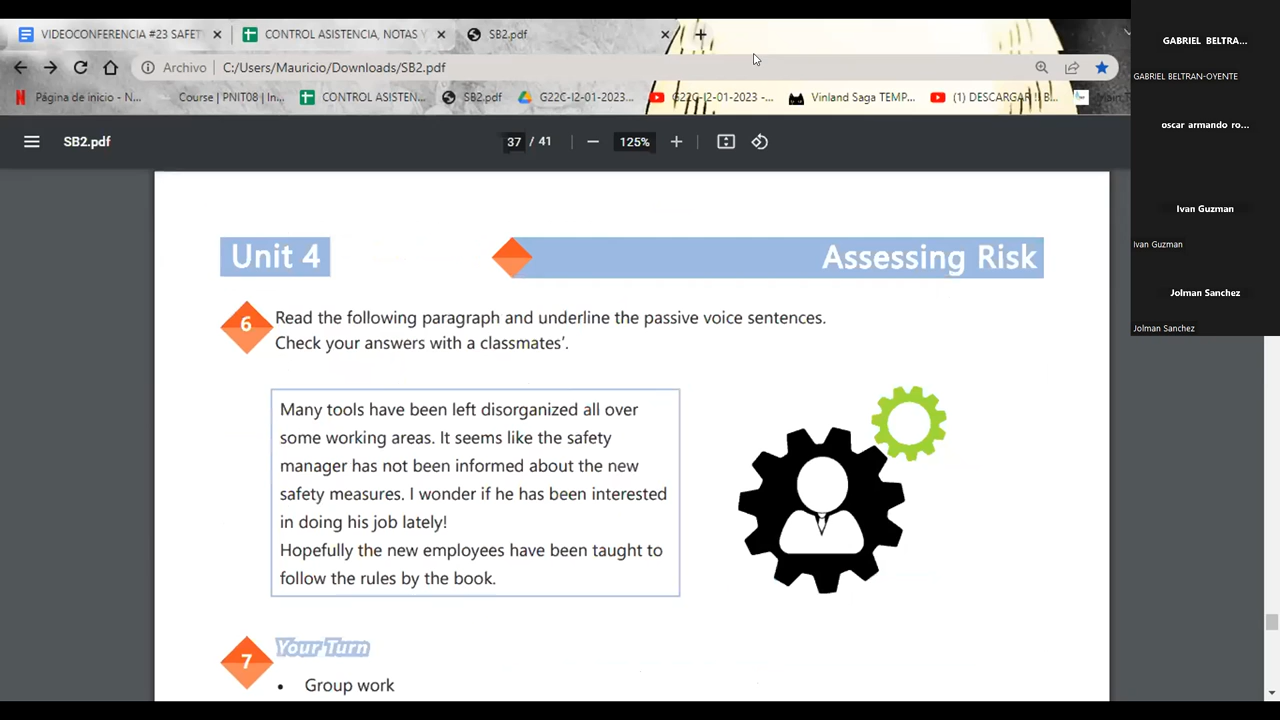 VIDEOCONFERENCIA #23 SAFET
CONTROL ASISTENCIA, NOTAS Y
SB2.pdf
Archivo
C:/Users/Mauricio/Downloads/SB2.pdf
Página de inicio - N...
Course | PNIT08 | In...
CONTROL ASISTEN...
SB2.pdf
G22C-I2-01-2023...
G22C-I2-01-2023 -...
Vinland Saga TEMP...
(1) DESCARGAR !! B...
SB2.pdf
37 / 41
125%
GABRIEL BELTRA...
GABRIEL BELTRAN-OYENTE
oscar armando ro...
Ivan Guzman
Ivan Guzman
Jolman Sanchez
Jolman Sanchez
Unit 4
Assessing Risk
6
Read the following paragraph and underline the passive voice sentences.
Check your answers with a classmates’.
Many tools have been left disorganized all over
some working areas. It seems like the safety
manager has not been informed about the new
safety measures. I wonder if he has been interested
in doing his job lately!
Hopefully the new employees have been taught to
follow the rules by the book.
7
Your Turn
• Group work